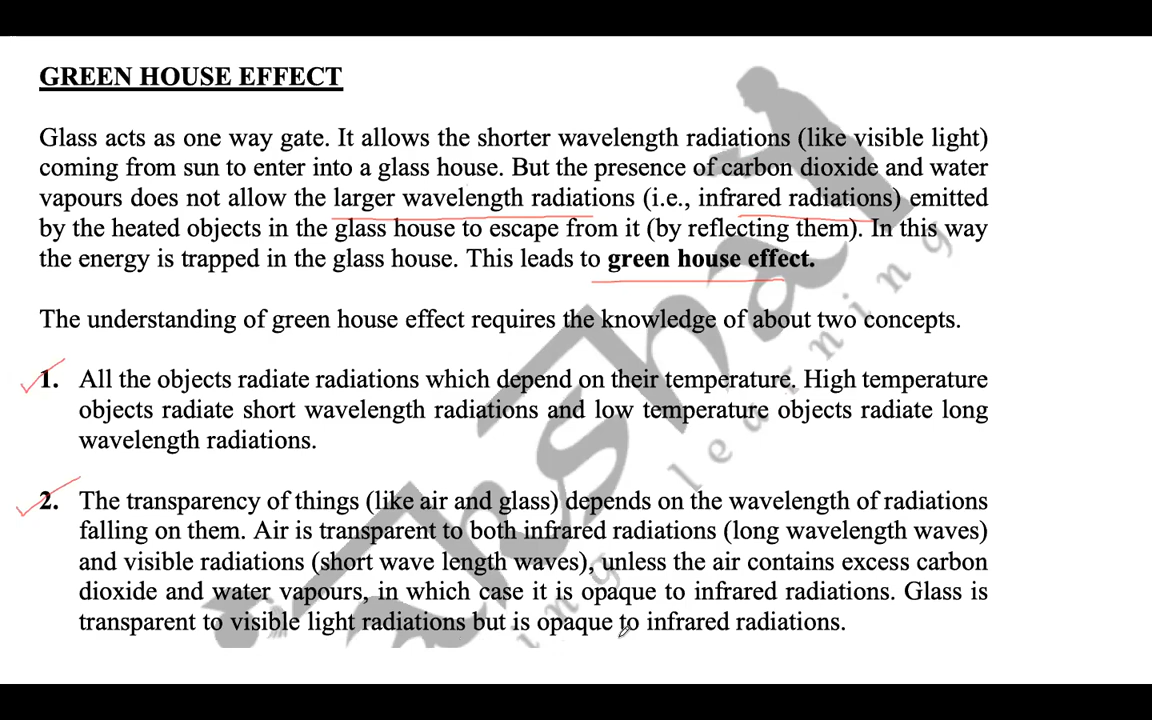 GREEN HOUSE EFFECT
Glass acts as one way gate. It allows the shorter wavelength radiations (like visible light)
coming from sun to enter into a glass house. But the presence of carbon dioxide and water
vapours does not allow the larger wavelength radiations (i.e., infrared radiations) emitted
by the heated objects in the glass house to escape from it (by reflecting them). In this way
the energy is trapped in the glass house. This leads to green house effect.
The understanding of green house effect requires the knowledge of about two concepts.
1. All the objects radiate radiations which depend on their temperature. High temperature
objects radiate short wavelength radiations and low temperature objects radiate long
wavelength radiations.
2. The transparency of things (like air and glass) depends on the wavelength of radiations
falling on them. Air is transparent to both infrared radiations (long wavelength waves)
and visible radiations (short wave length waves), unless the air contains excess carbon
dioxide and water vapours, in which case it is opaque to infrared radiations. Glass is
transparent to visible light radiations but is opaque to infrared radiations.
learning